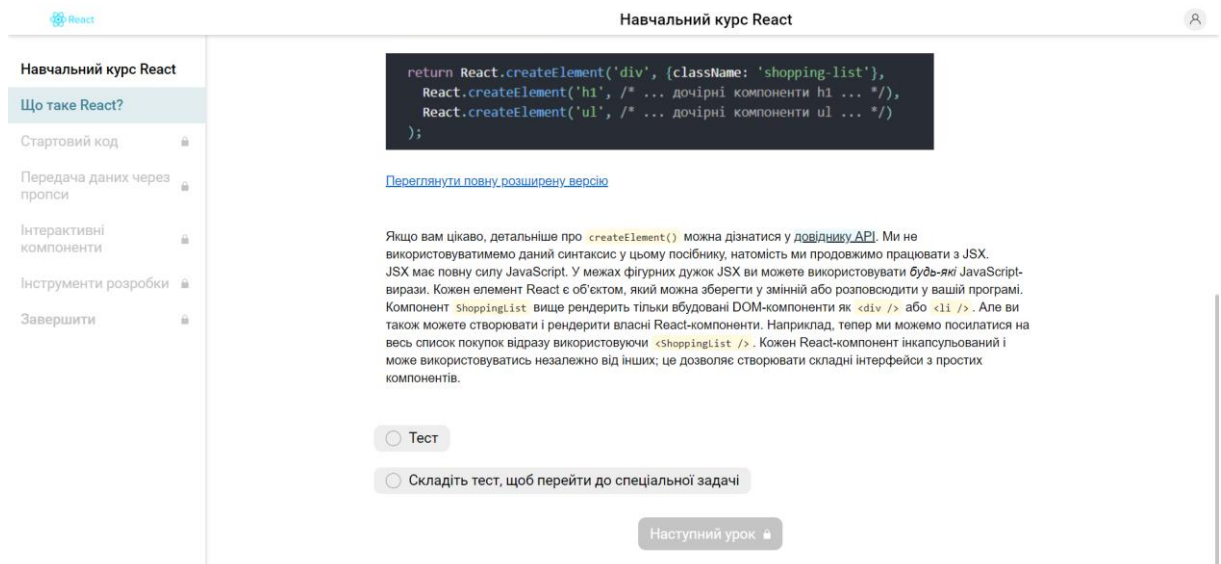 React
Навчальний курс React
Навчальний курс React
Що таке React?
Стартовий код
Передача даних через
пропси
Інтерактивні
компоненти
Інструменти розробки
Завершити
return React.createElement('div', {className: 'shopping-list'},
React.createElement('h1', /* ... дочірні компоненти h1 ... */),
React.createElement('ul', /* ... дочірні компоненти ul ... */)
);
Переглянути повну розширену версію
Якщо вам цікаво, детальніше про createElement() можна дізнатися у довіднику API. Ми не
використовуватимемо даний синтаксис у цьому посібнику, натомість ми продовжимо працювати з JSX.
JSX має повну силу JavaScript. У межах фігурних дужок JSX ви можете використовувати будь-які JavaScript-
вирази. Кожен елемент React є об'єктом, який можна зберегти у змінній або розповсюдити у вашій програмі.
Компонент ShoppingList вище рендерить тільки вбудовані DOM-компоненти як <div /> або <li />. Але ви
також можете створювати і рендерити власні React-компоненти. Наприклад, тепер ми можемо посилатися на
весь список покупок відразу використовуючи <ShoppingList />. Кожен React-компонент інкапсульований і
може використовуватись незалежно від інших; це дозволяє створювати складні інтерфейси з простих
компонентів.
Тест
Складіть тест, щоб перейти до спеціальної задачі
Наступний урок